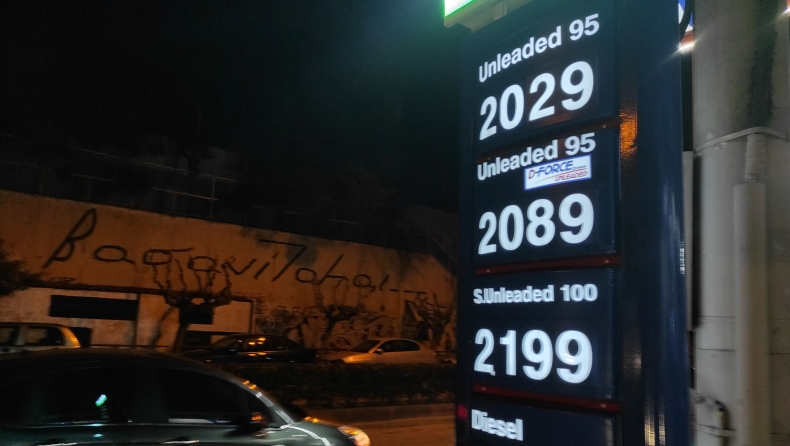 Unleaded 95
2029
Unleaded 95
D-FORCE
UNLEADED
2089
S.Unleaded 100
2199
Diesel